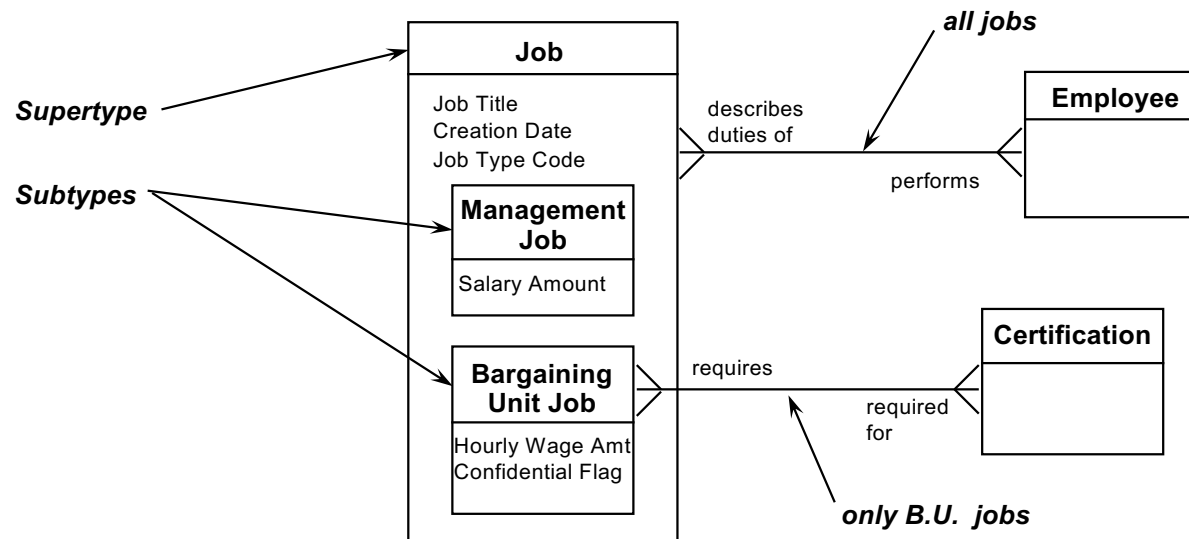 all jobs
Job
Supertype
Job Title
Creation Date
Job Type Code
describes
duties of
Employee
performs
Subtypes
Management
Job
Salary Amount
Certification
Bargaining
Unit Job
requires
required
for
Hourly Wage Amt
Confidential Flag
only B.U. jobs